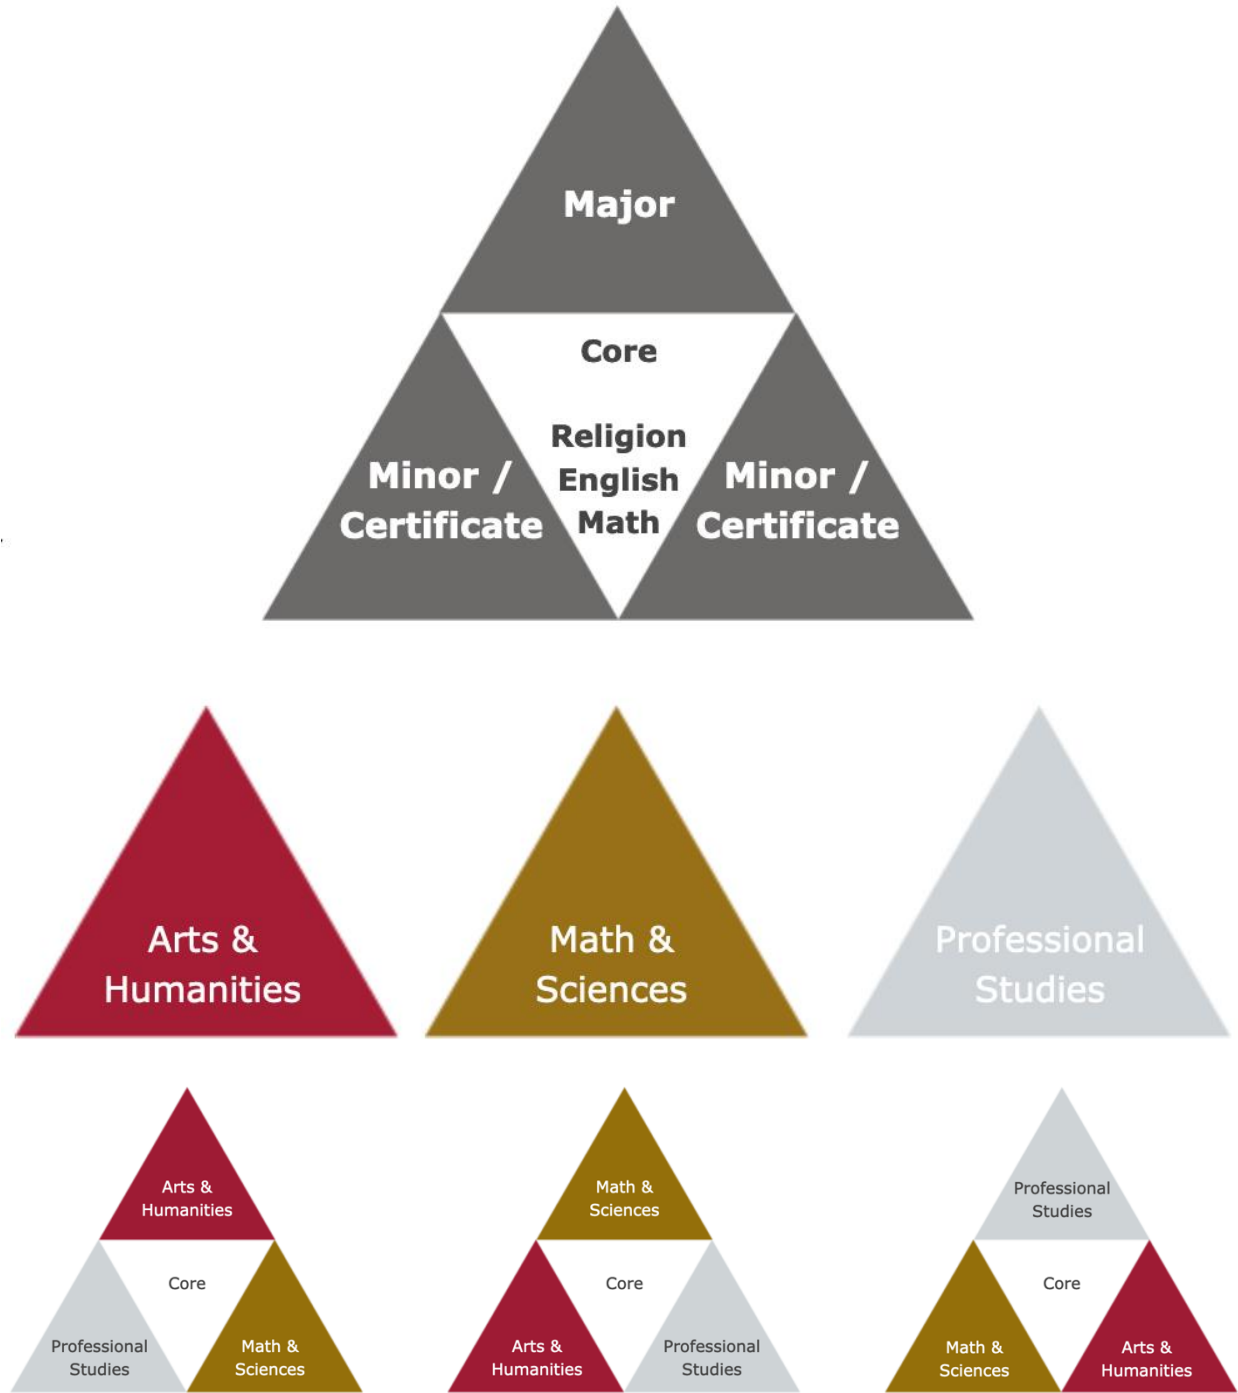 Major
Core
Religion
English
Math
Minor /
Certificate
Minor /
Certificate
Arts &
Humanities
Math &
Sciences
Professional
Studies
Arts &
Humanities
Core
Professional
Studies
Math &
Sciences
Math &
Sciences
Core
Arts &
Humanities
Professional
Studies
Professional
Studies
Core
Math &
Sciences
Arts &
Humanities